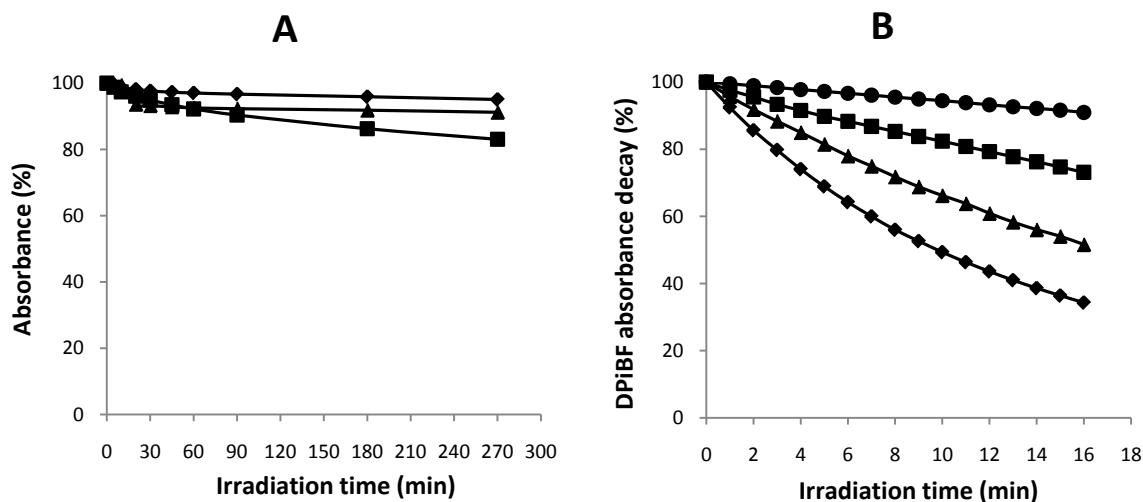 A
Absorbance (%)
100
80
60
40
20
0
0 30 60 90 120 150 180 210 240 270 300
Irradiation time (min)
B
DPiBF absorbance decay (%)
100
80
60
40
20
0
0 2 4 6 8 10 12 14 16 18
Irradiation time (min)